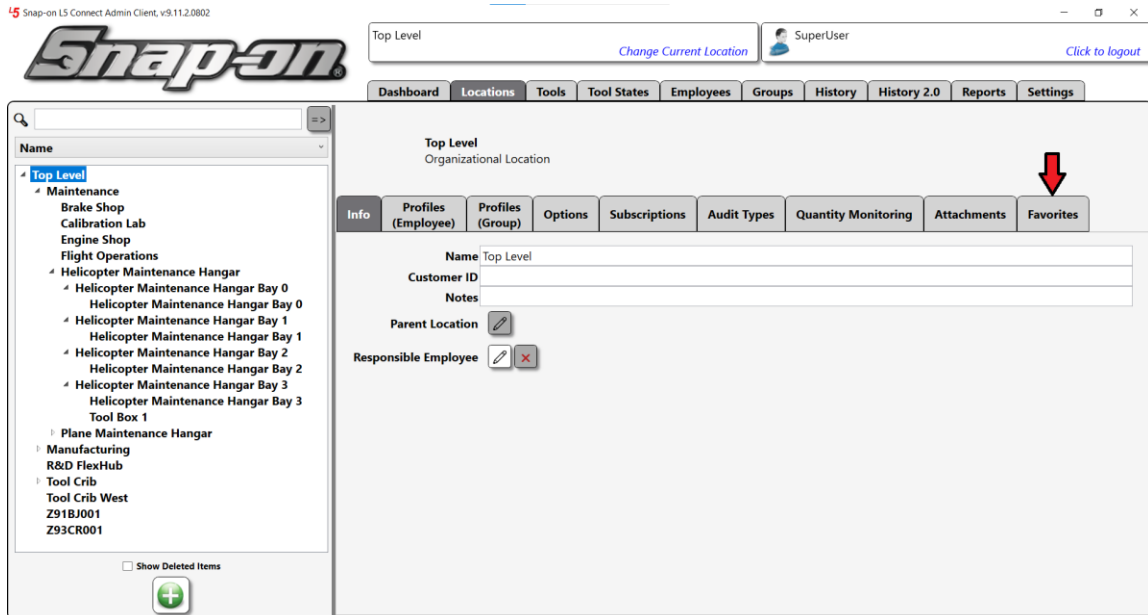 L5 Snap-on L5 Connect Admin Client, v:9.11.2.0802
Snap-on®
Top Level
Change Current Location
SuperUser
Click to logout
Dashboard Locations Tools Tool States Employees Groups History History 2.0 Reports Settings
=>
Name
Top Level
Maintenance
Brake Shop
Calibration Lab
Engine Shop
Flight Operations
Helicopter Maintenance Hangar
Helicopter Maintenance Hangar Bay 0
Helicopter Maintenance Hangar Bay 0
Helicopter Maintenance Hangar Bay 1
Helicopter Maintenance Hangar Bay 1
Helicopter Maintenance Hangar Bay 2
Helicopter Maintenance Hangar Bay 2
Helicopter Maintenance Hangar Bay 3
Helicopter Maintenance Hangar Bay 3
Tool Box 1
Plane Maintenance Hangar
Manufacturing
R&D FlexHub
Tool Crib
Tool Crib West
Z91BJ001
Z93CR001
Show Deleted Items
Top Level
Organizational Location
Info Profiles (Employee) Profiles (Group) Options Subscriptions Audit Types Quantity Monitoring Attachments Favorites
Name Top Level
Customer ID
Notes
Parent Location
Responsible Employee